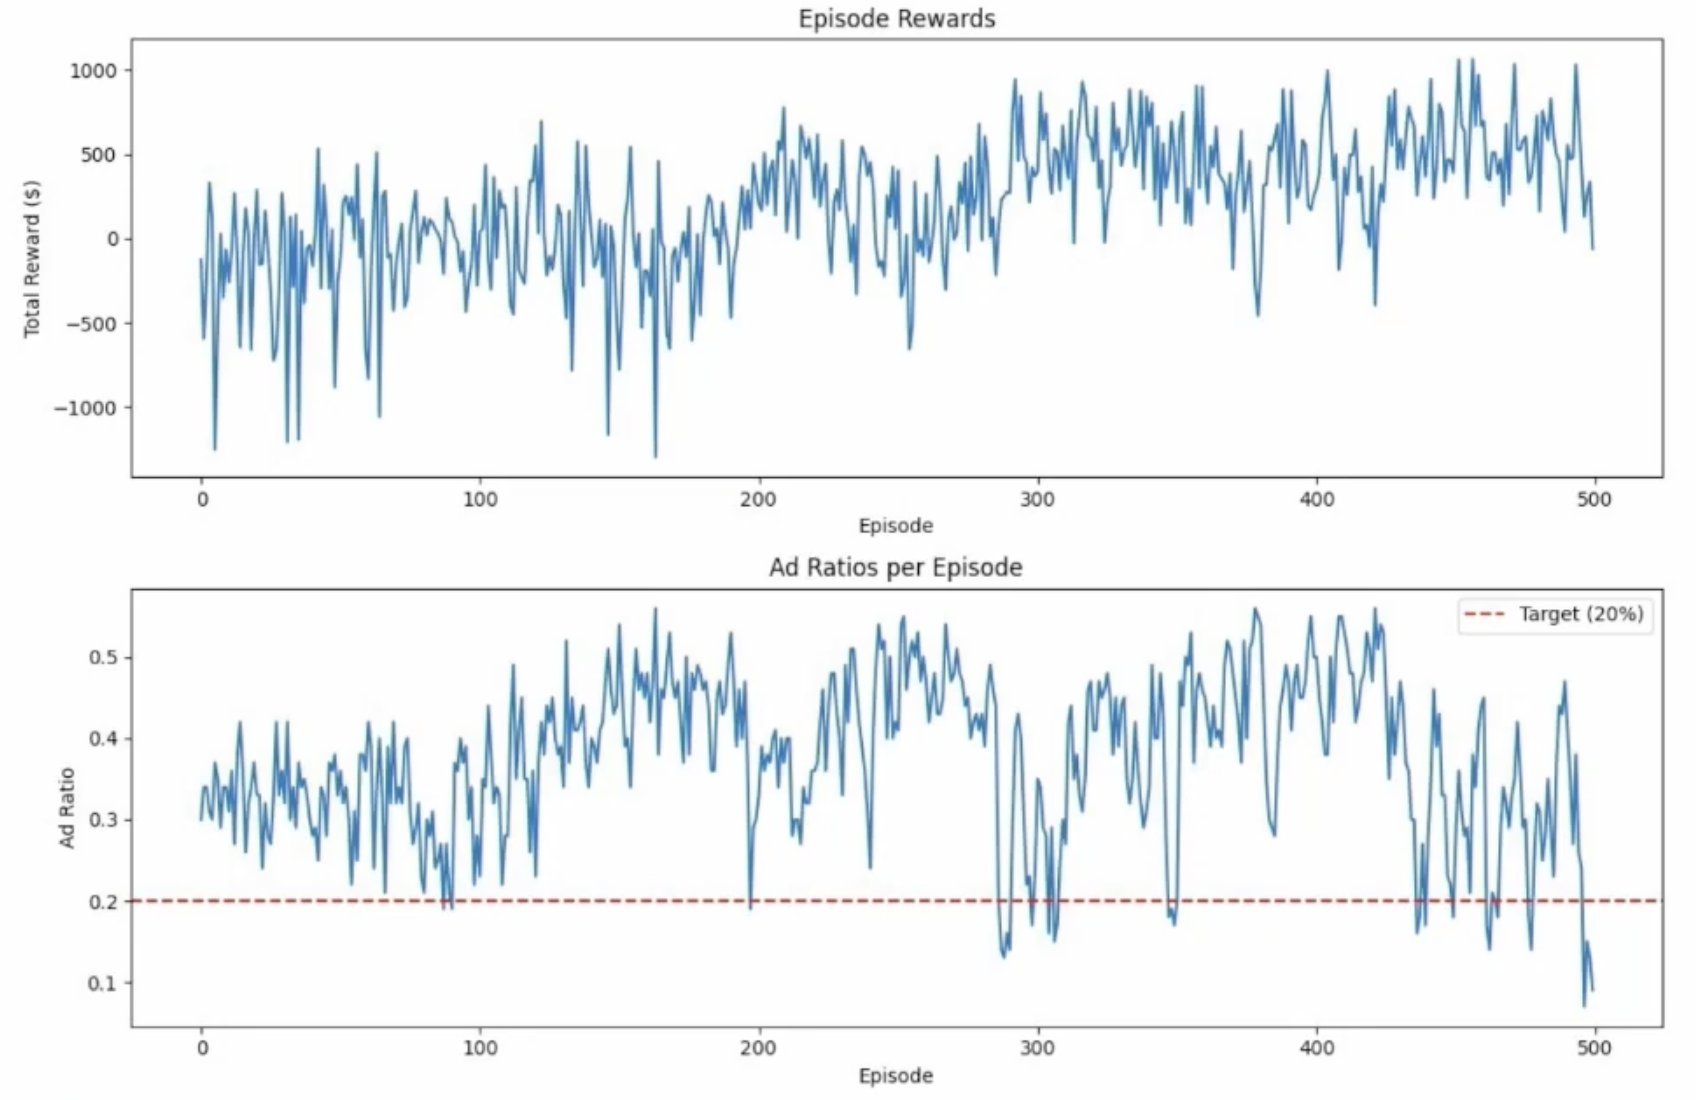 Episode Rewards
Total Reward ($)
1000
500
0
−500
−1000
0 100 200 300 400 500
Episode
Ad Ratios per Episode
Target (20%)
Ad Ratio
0.5
0.4
0.3
0.2
0.1
0 100 200 300 400 500
Episode